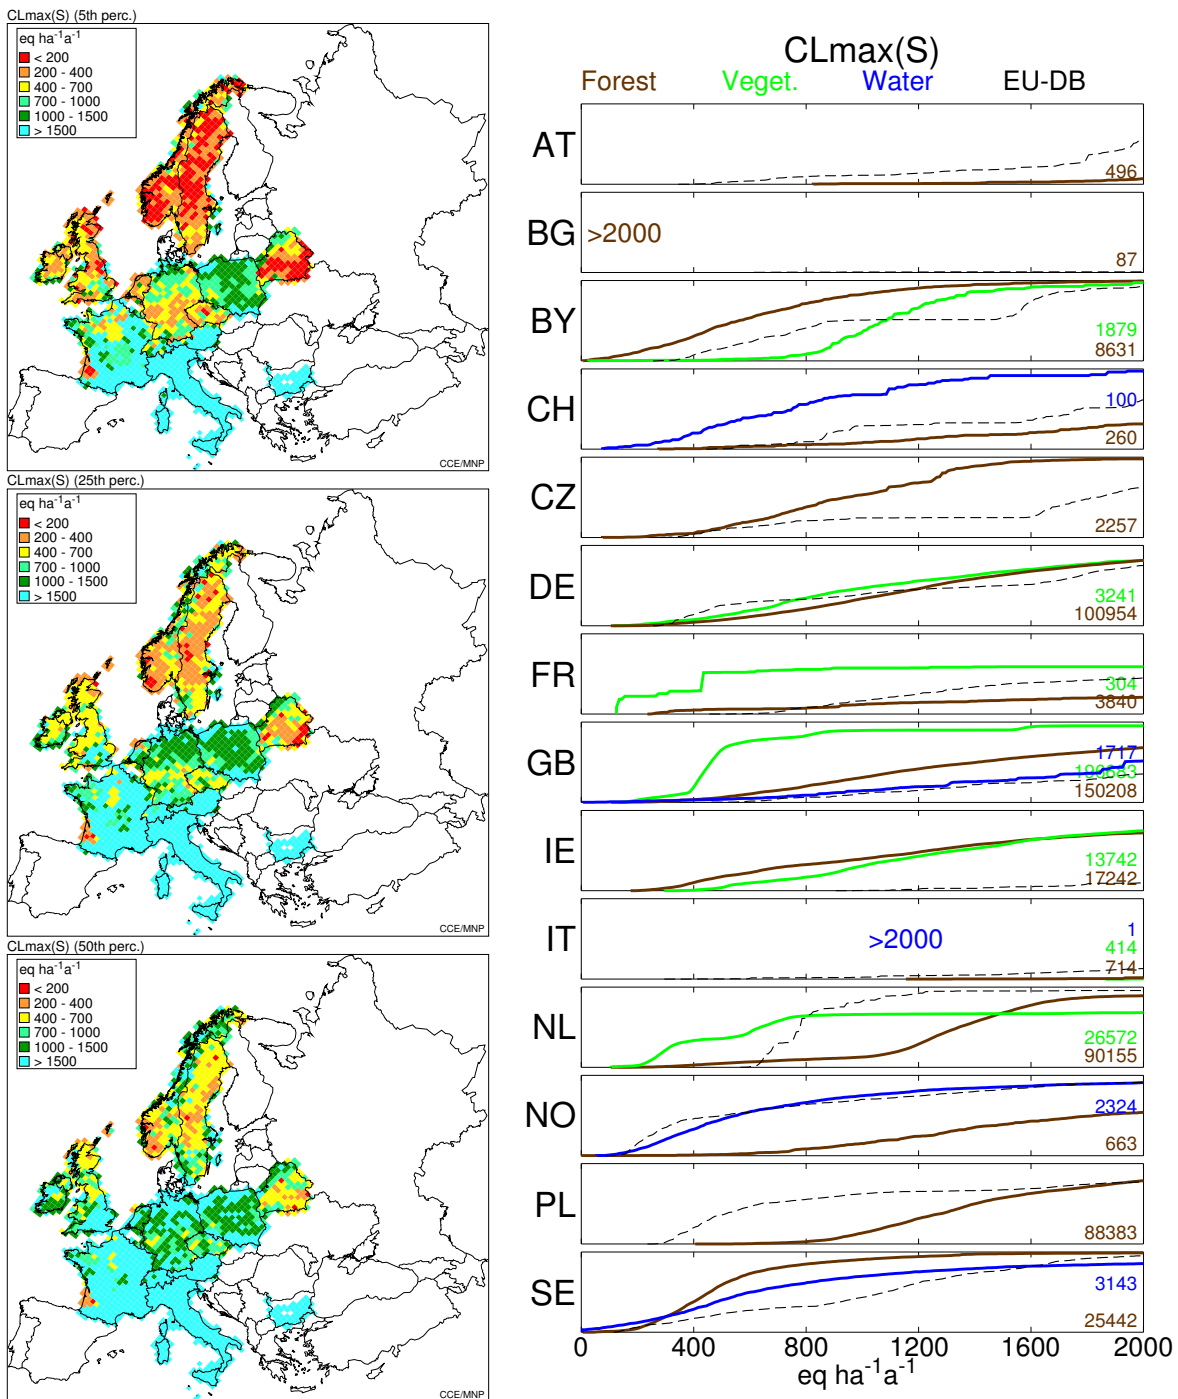 CLmax(S) (5th perc.)
eq ha⁻¹a⁻¹
< 200
200 - 400
400 - 700
700 - 1000
1000 - 1500
> 1500
CCE/MNP
CLmax(S) (25th perc.)
eq ha⁻¹a⁻¹
< 200
200 - 400
400 - 700
700 - 1000
1000 - 1500
> 1500
CCE/MNP
CLmax(S) (50th perc.)
eq ha⁻¹a⁻¹
< 200
200 - 400
400 - 700
700 - 1000
1000 - 1500
> 1500
CCE/MNP
CLmax(S)
Forest Veget. Water EU-DB
AT
496
BG
>2000
87
BY
1879
8631
CH
100
260
CZ
2257
DE
3241
100954
FR
304
3840
GB
1717
150208
IE
13742
17242
IT
>2000
1
414
714
NL
26572
90155
NO
2324
663
PL
88383
SE
3143
25442
0 400 800 1200 1600 2000
eq ha⁻¹a⁻¹